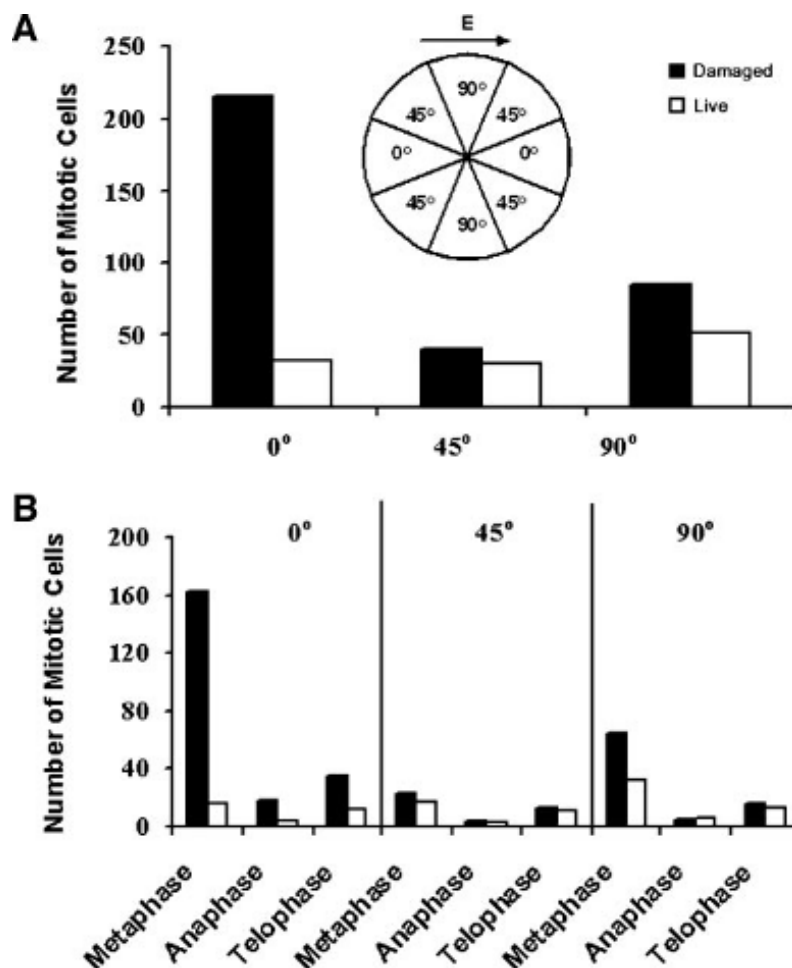 A
E
250
200
150
100
50
0
Number of Mitotic Cells
90°
45°
45°
0°
0°
45°
45°
90°
Damaged
Live
0°
45°
90°
B
200
160
120
80
40
0
Number of Mitotic Cells
0°
45°
90°
Metaphase
Anaphase
Telophase
Metaphase
Anaphase
Telophase
Metaphase
Anaphase
Telophase